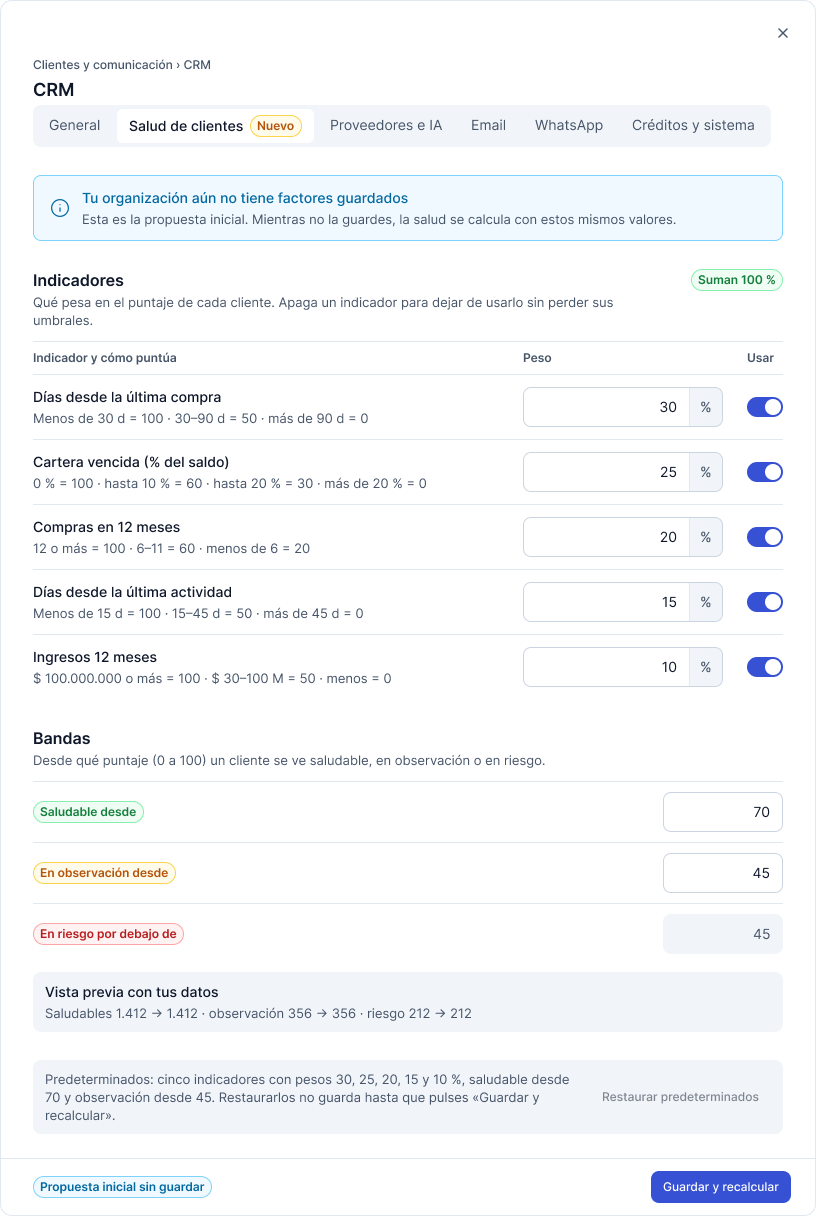 Clientes y comunicación › CRM
CRM
General
Salud de clientes
Nuevo
Proveedores e IA
Email
WhatsApp
Créditos y sistema
Tu organización aún no tiene factores guardados
Esta es la propuesta inicial. Mientras no la guardes, la salud se calcula con estos mismos valores.
Indicadores
Suman 100 %
Qué pesa en el puntaje de cada cliente. Apaga un indicador para dejar de usarlo sin perder sus
umbrales.
Indicador y cómo puntúa
Peso
Usar
Días desde la última compra
Menos de 30 d = 100 · 30–90 d = 50 · más de 90 d = 0
30 %
Cartera vencida (% del saldo)
0 % = 100 · hasta 10 % = 60 · hasta 20 % = 30 · más de 20 % = 0
25 %
Compras en 12 meses
12 o más = 100 · 6–11 = 60 · menos de 6 = 20
20 %
Días desde la última actividad
Menos de 15 d = 100 · 15–45 d = 50 · más de 45 d = 0
15 %
Ingresos 12 meses
$ 100.000.000 o más = 100 · $ 30–100 M = 50 · menos = 0
10 %
Bandas
Desde qué puntaje (0 a 100) un cliente se ve saludable, en observación o en riesgo.
Saludable desde
70
En observación desde
45
En riesgo por debajo de
45
Vista previa con tus datos
Saludables 1.412 → 1.412 · observación 356 → 356 · riesgo 212 → 212
Predeterminados: cinco indicadores con pesos 30, 25, 20, 15 y 10 %, saludable desde
70 y observación desde 45. Restaurarlos no guarda hasta que pulses «Guardar y
recalcular».
Restaurar predeterminados
Propuesta inicial sin guardar
Guardar y recalcular